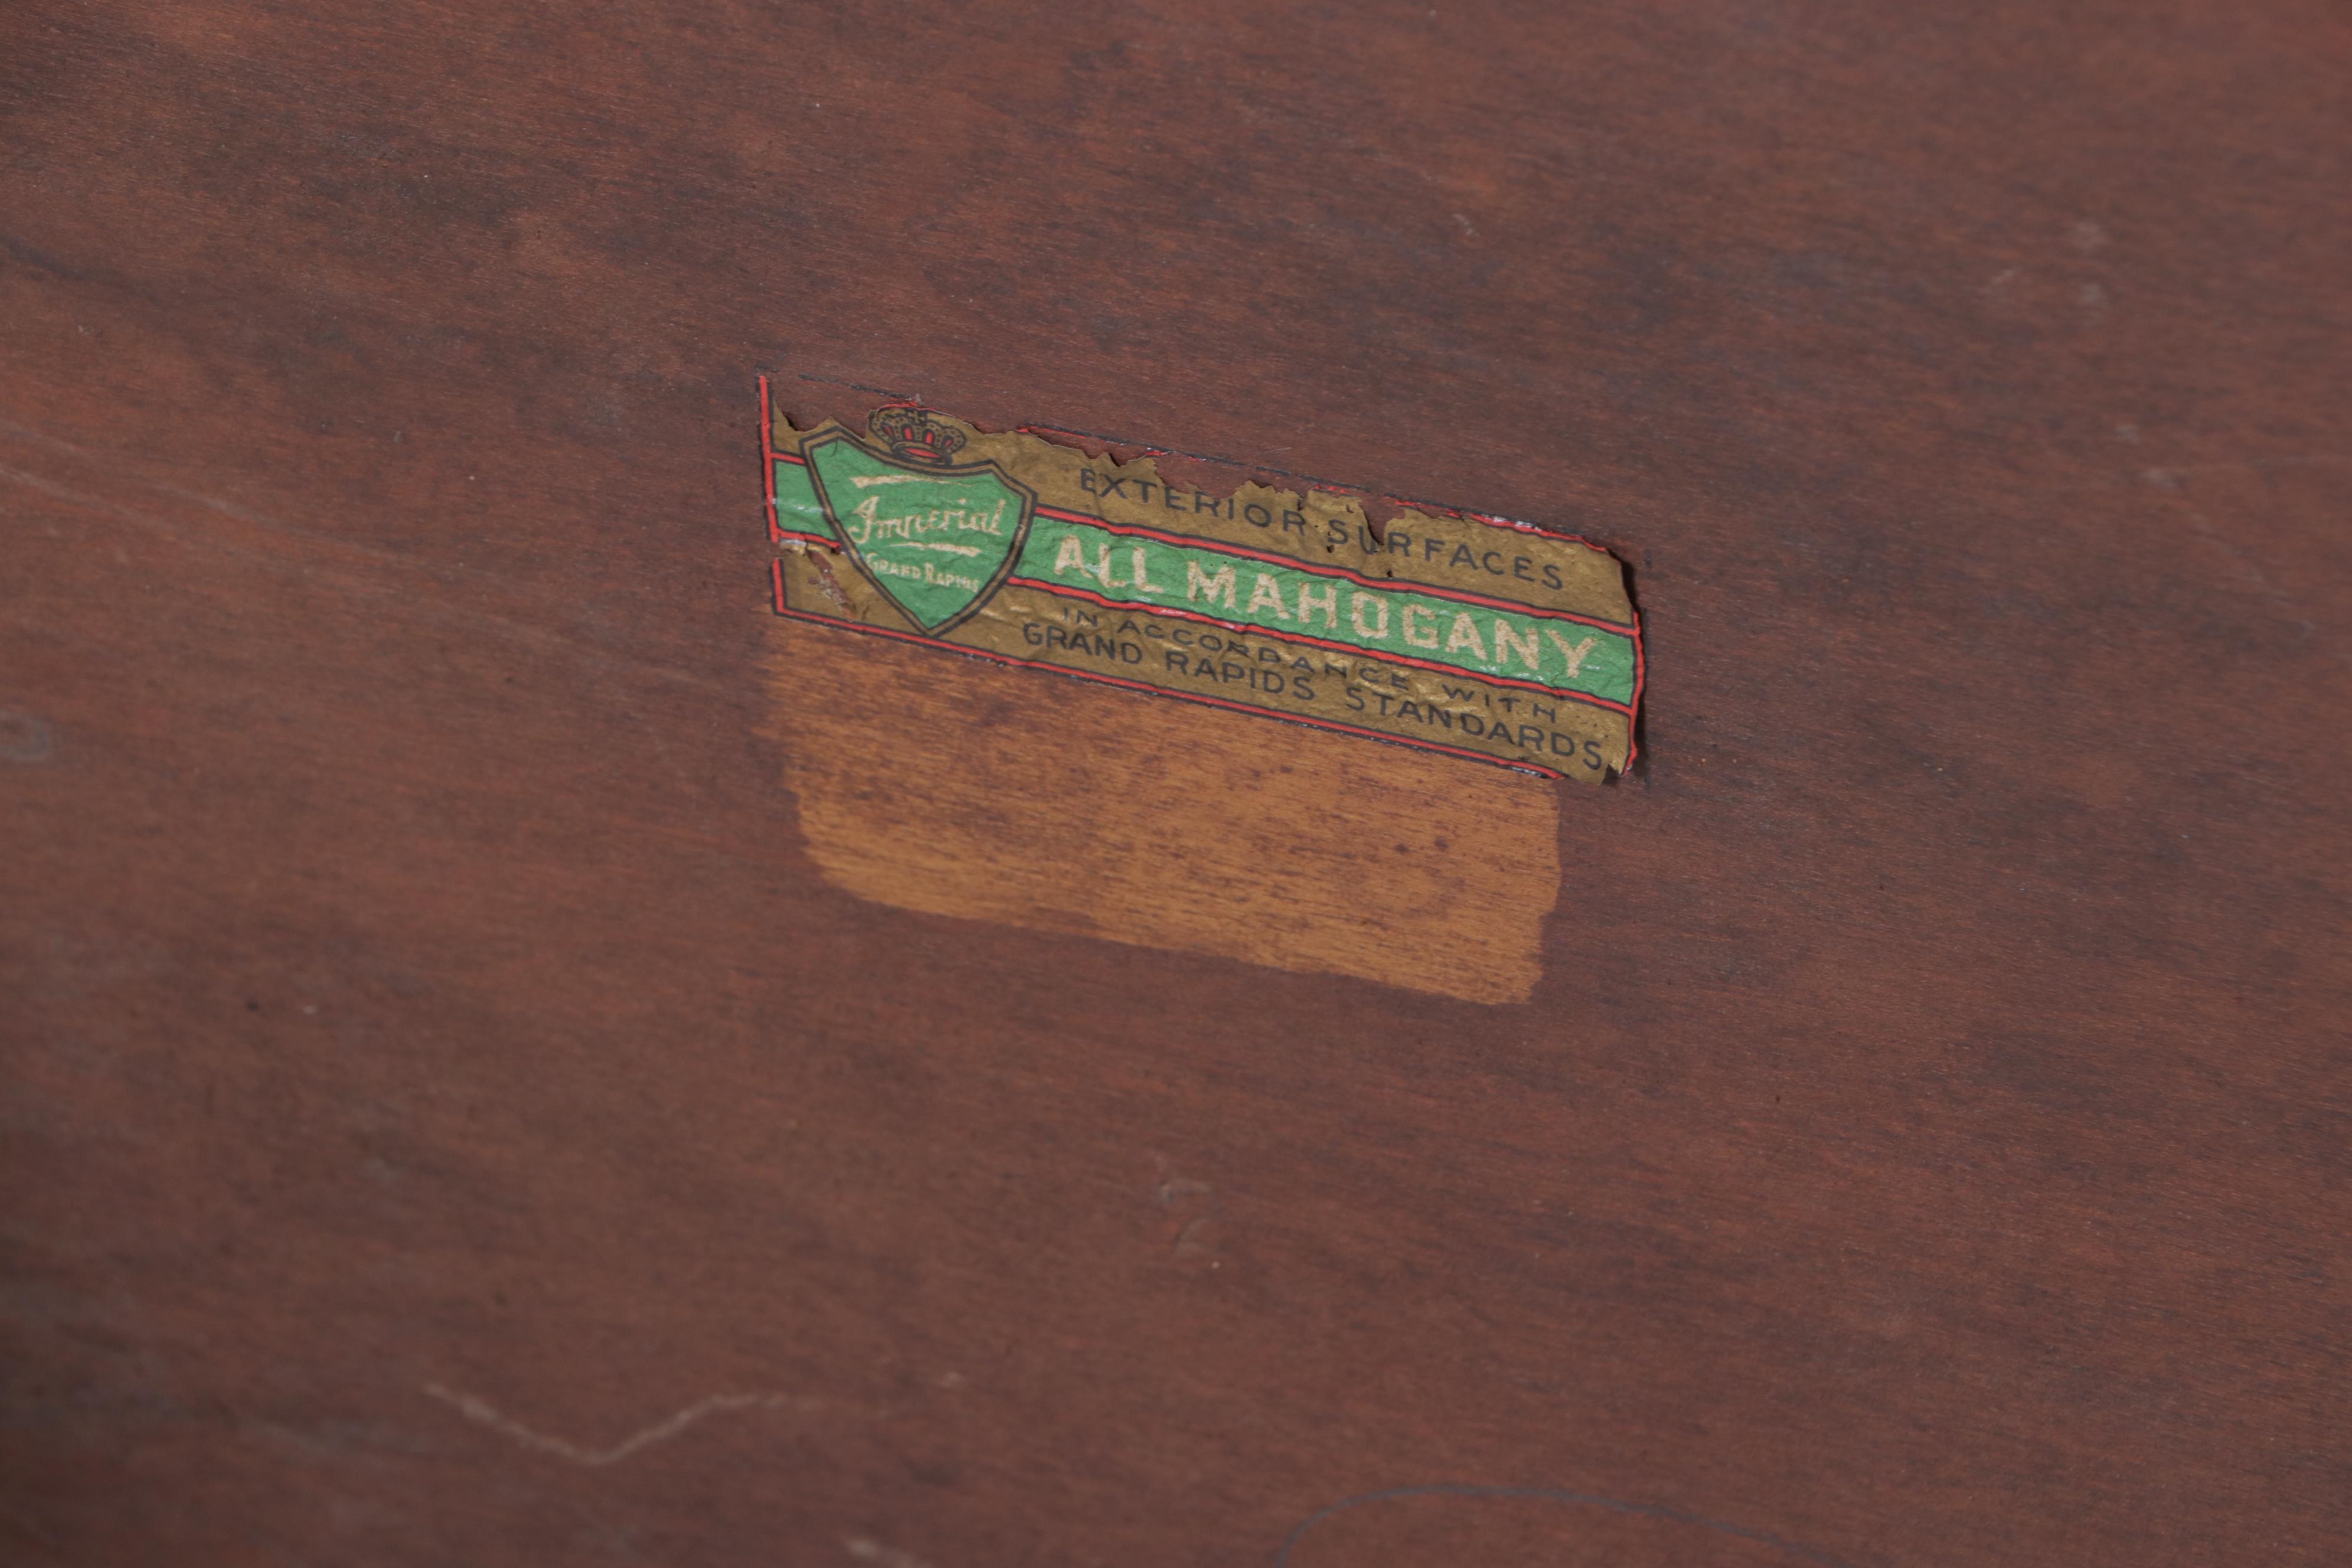 Imperial
GRAND RAPIDS
EXTERIOR SURFACES
ALL MAHOGANY
IN ACCORDANCE WITH
GRAND RAPIDS STANDARDS